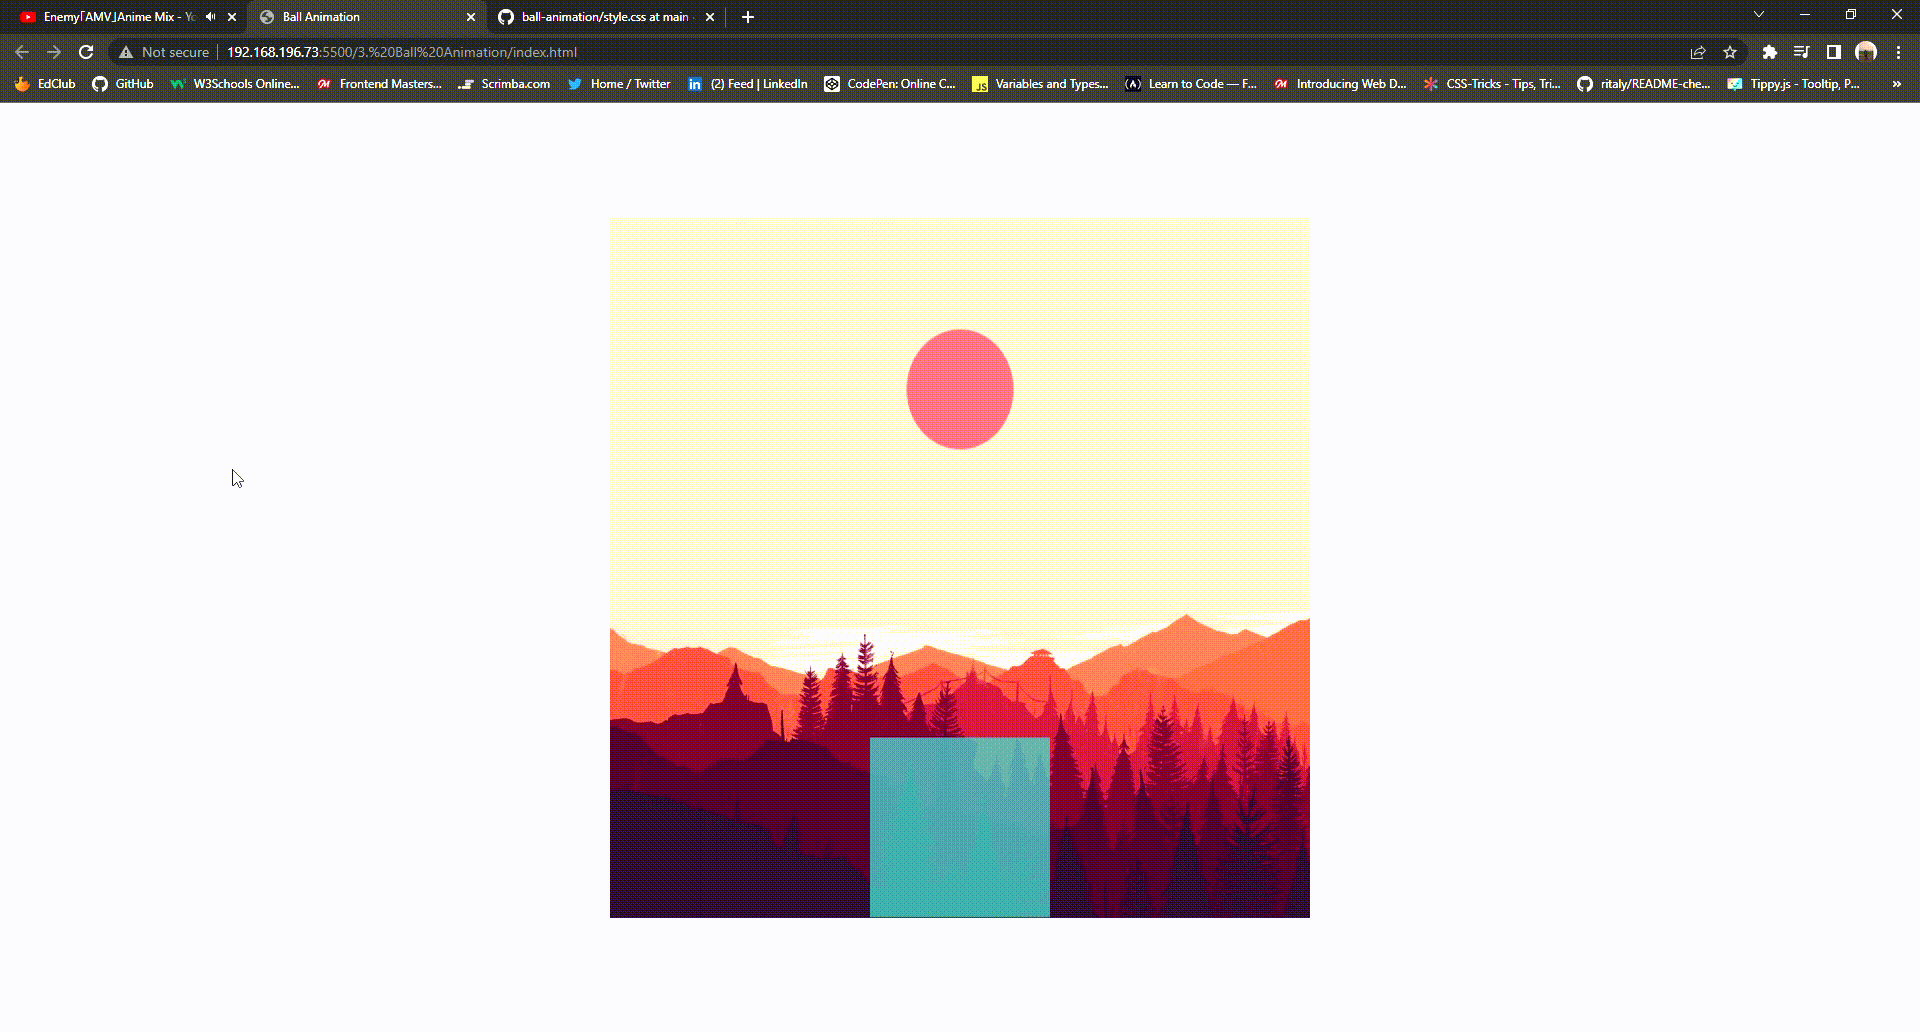 Enemy「AMV」Anime Mix - Yo
Ball Animation
ball-animation/style.css at main
Not secure
192.168.196.73:5500/3.%20Ball%20Animation/index.html
EdClub
GitHub
W3Schools Online...
Frontend Masters...
Scrimba.com
Home / Twitter
(2) Feed | LinkedIn
CodePen: Online C...
JS
Variables and Types...
Learn to Code — F...
Introducing Web D...
CSS-Tricks - Tips, Tri...
ritaly/README-che...
Tippy.js - Tooltip, P...